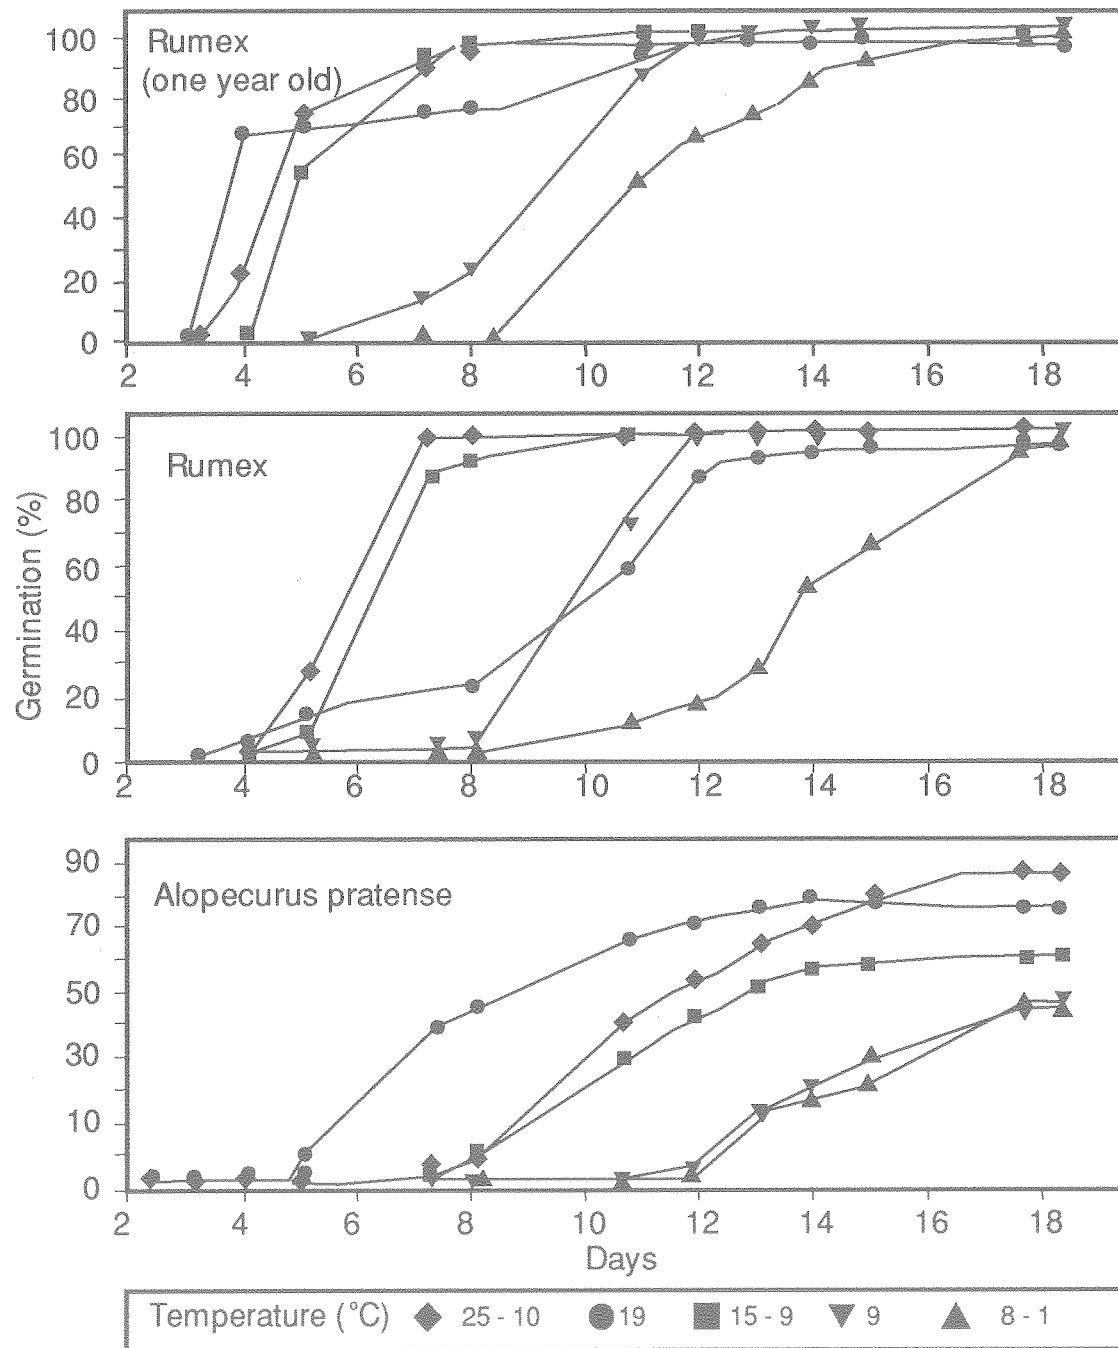 100
80
60
40
20
0
Rumex
(one year old)
2 4 6 8 10 12 14 16 18
Germination (%)
100
80
60
40
20
0
Rumex
2 4 6 8 10 12 14 16 18
90
70
50
30
10
0
Alopecurus pratense
2 4 6 8 10 12 14 16 18
Days
Temperature (°C) 25 - 10 19 15 - 9 9 8 - 1